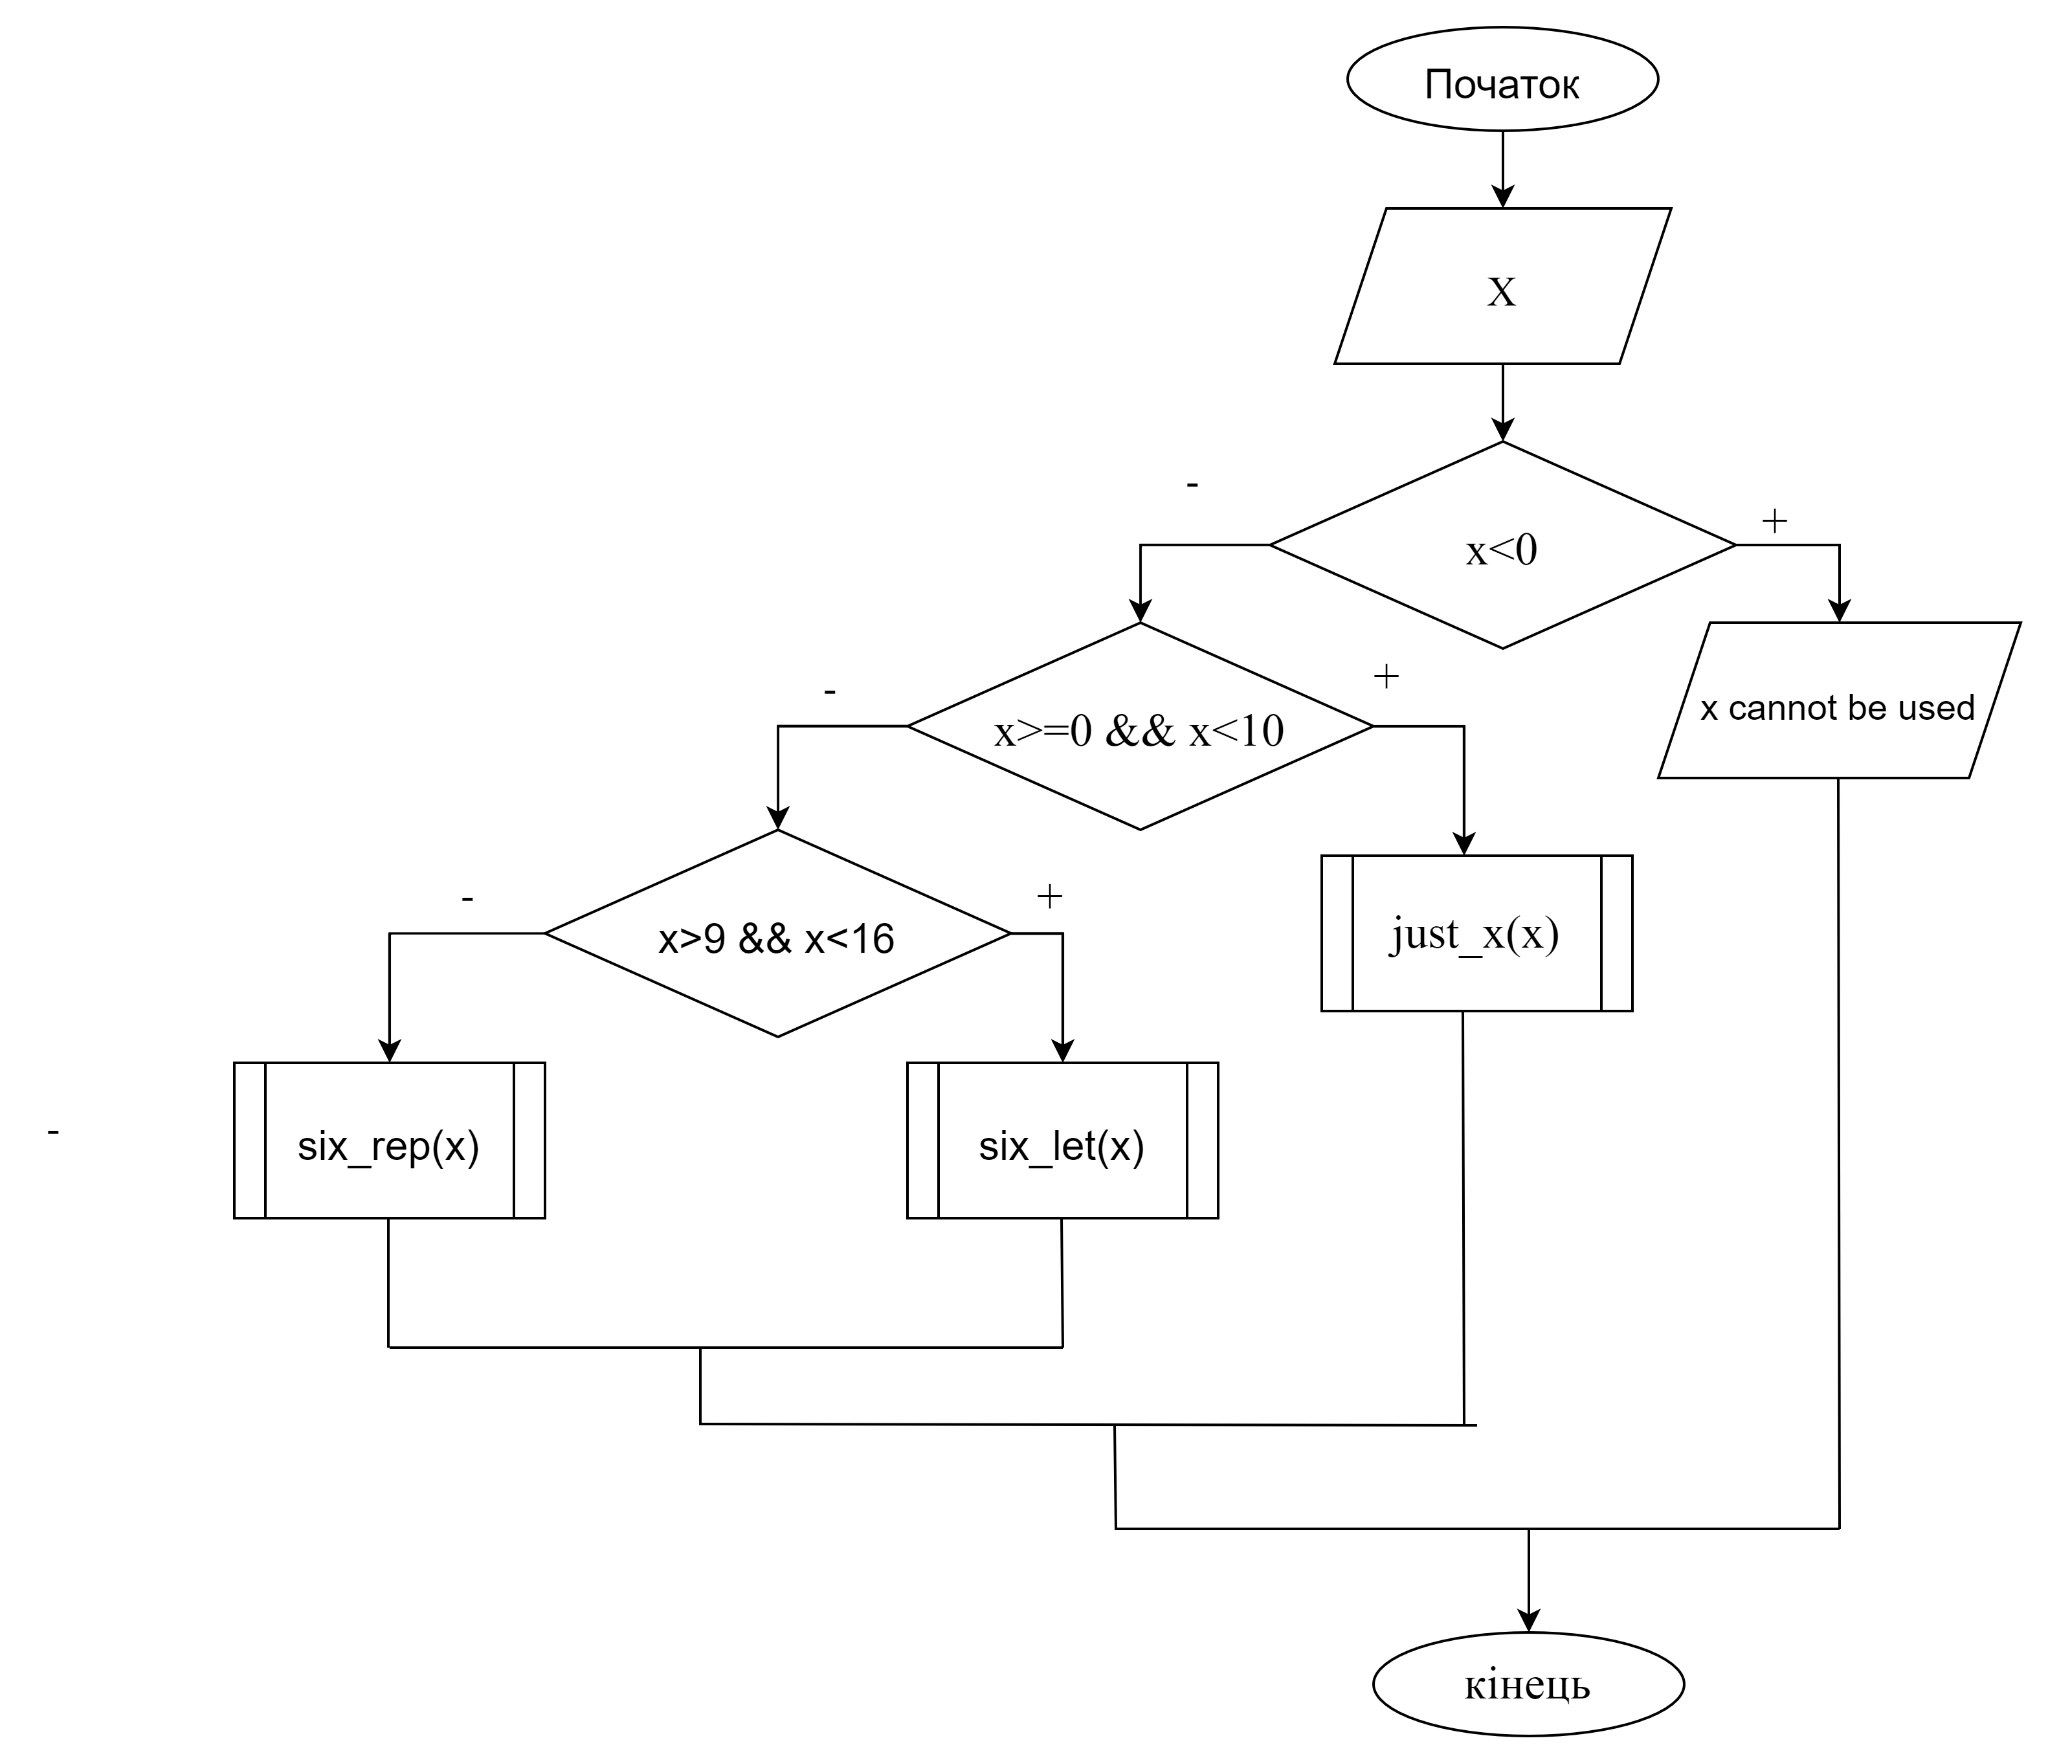 Початок
X
-
+
x<0
-
+
x>=0 && x<10
x cannot be used
-
+
x>9 && x<16
just_x(x)
-
six_rep(x)
six_let(x)
кінець